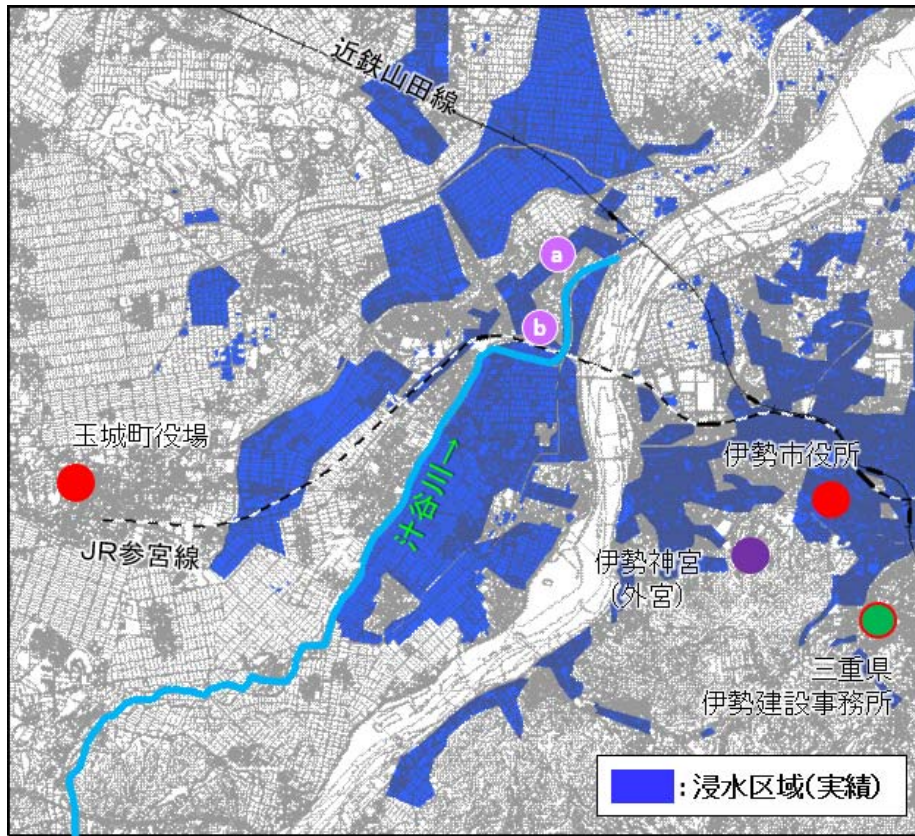 近鉄山田線
a
b
玉城町役場
JR参宮線
汁谷川→
伊勢市役所
伊勢神宮
(外宮)
三重県
伊勢建設事務所
:浸水区域(実績)